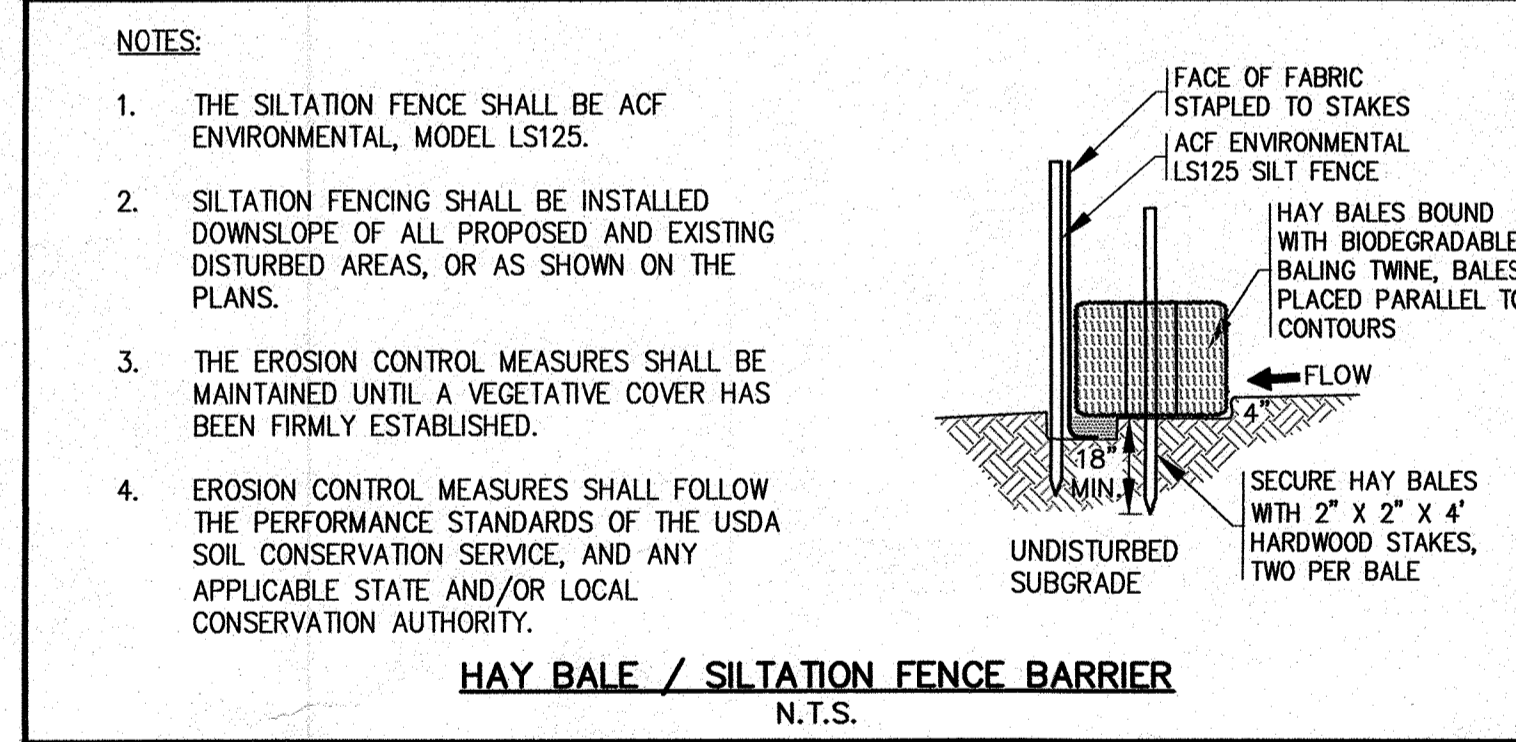 NOTES:
1. THE SILTATION FENCE SHALL BE ACF
ENVIRONMENTAL, MODEL LS125.
2. SILTATION FENCING SHALL BE INSTALLED
DOWNSLOPE OF ALL PROPOSED AND EXISTING
DISTURBED AREAS, OR AS SHOWN ON THE
PLANS.
3. THE EROSION CONTROL MEASURES SHALL BE
MAINTAINED UNTIL A VEGETATIVE COVER HAS
BEEN FIRMLY ESTABLISHED.
4. EROSION CONTROL MEASURES SHALL FOLLOW
THE PERFORMANCE STANDARDS OF THE USDA
SOIL CONSERVATION SERVICE, AND ANY
APPLICABLE STATE AND/OR LOCAL
CONSERVATION AUTHORITY.
FACE OF FABRIC
STAPLED TO STAKES
ACF ENVIRONMENTAL
LS125 SILT FENCE
HAY BALES BOUND
WITH BIODEGRADABLE
BALING TWINE, BALES
PLACED PARALLEL TO
CONTOURS
FLOW
4"
18"
MIN.
SECURE HAY BALES
WITH 2" X 2" X 4'
HARDWOOD STAKES,
TWO PER BALE
UNDISTURBED
SUBGRADE
HAY BALE / SILTATION FENCE BARRIER
N.T.S.